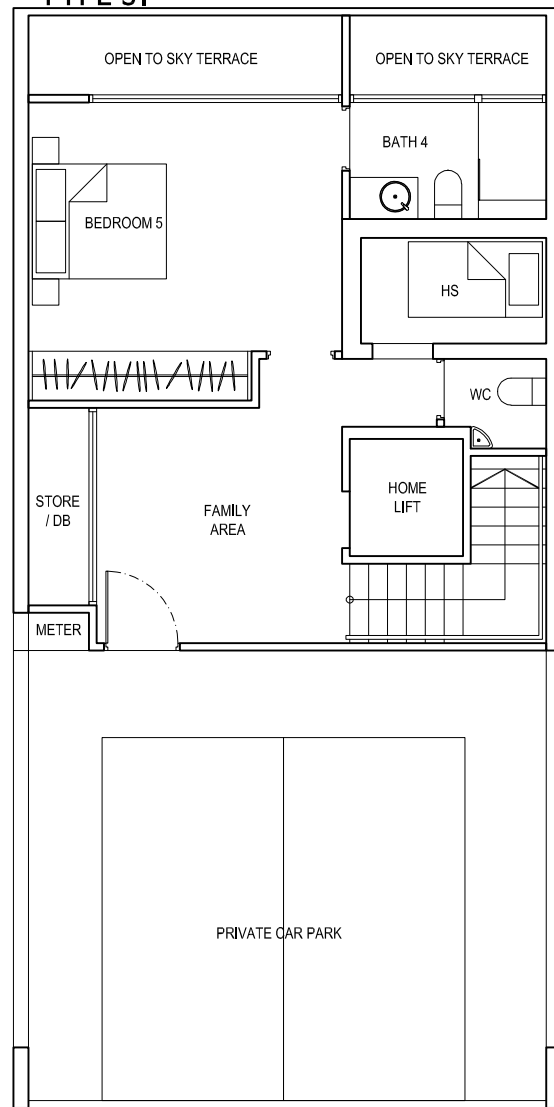 OPEN TO SKY TERRACE
OPEN TO SKY TERRACE
BATH 4
BEDROOM 5
HS
WC
STORE
/ DB
FAMILY
AREA
HOME
LIFT
METER
PRIVATE CAR PARK